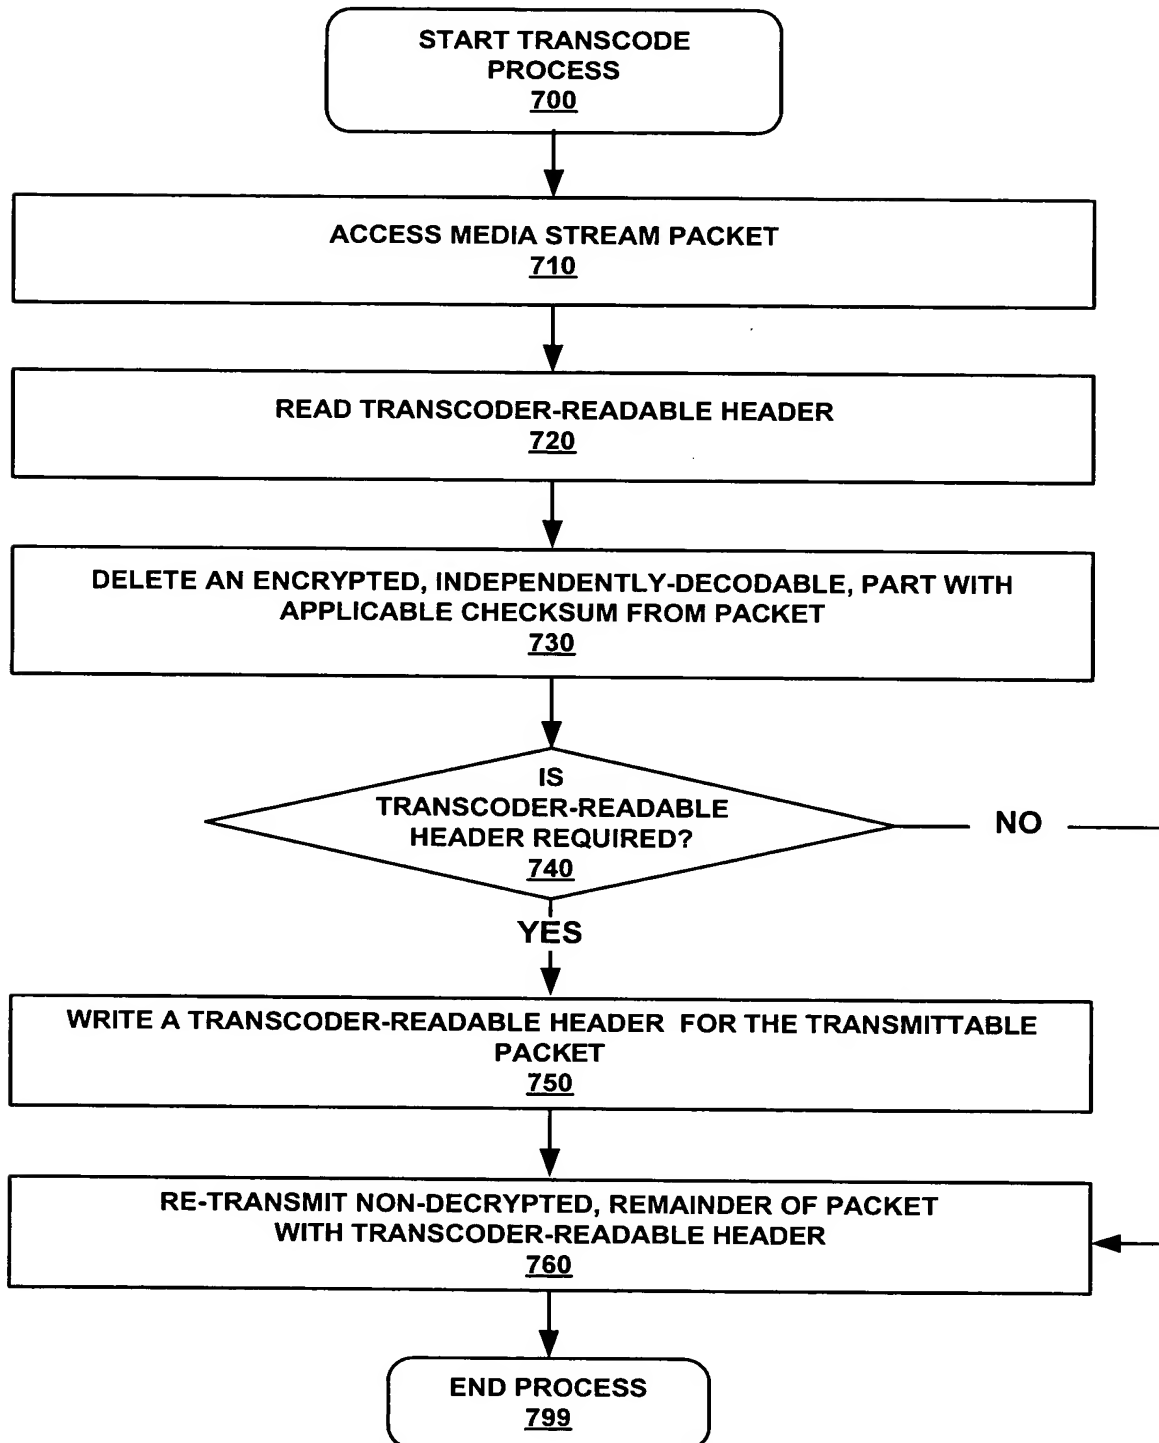 START TRANSCODE
PROCESS
700
ACCESS MEDIA STREAM PACKET
710
READ TRANSCODER-READABLE HEADER
720
DELETE AN ENCRYPTED, INDEPENDENTLY-DECODABLE, PART WITH
APPLICABLE CHECKSUM FROM PACKET
730
IS
TRANSCODER-READABLE
HEADER REQUIRED?
740
NO
YES
WRITE A TRANSCODER-READABLE HEADER FOR THE TRANSMITTABLE
PACKET
750
RE-TRANSMIT NON-DECRYPTED, REMAINDER OF PACKET
WITH TRANSCODER-READABLE HEADER
760
END PROCESS
799